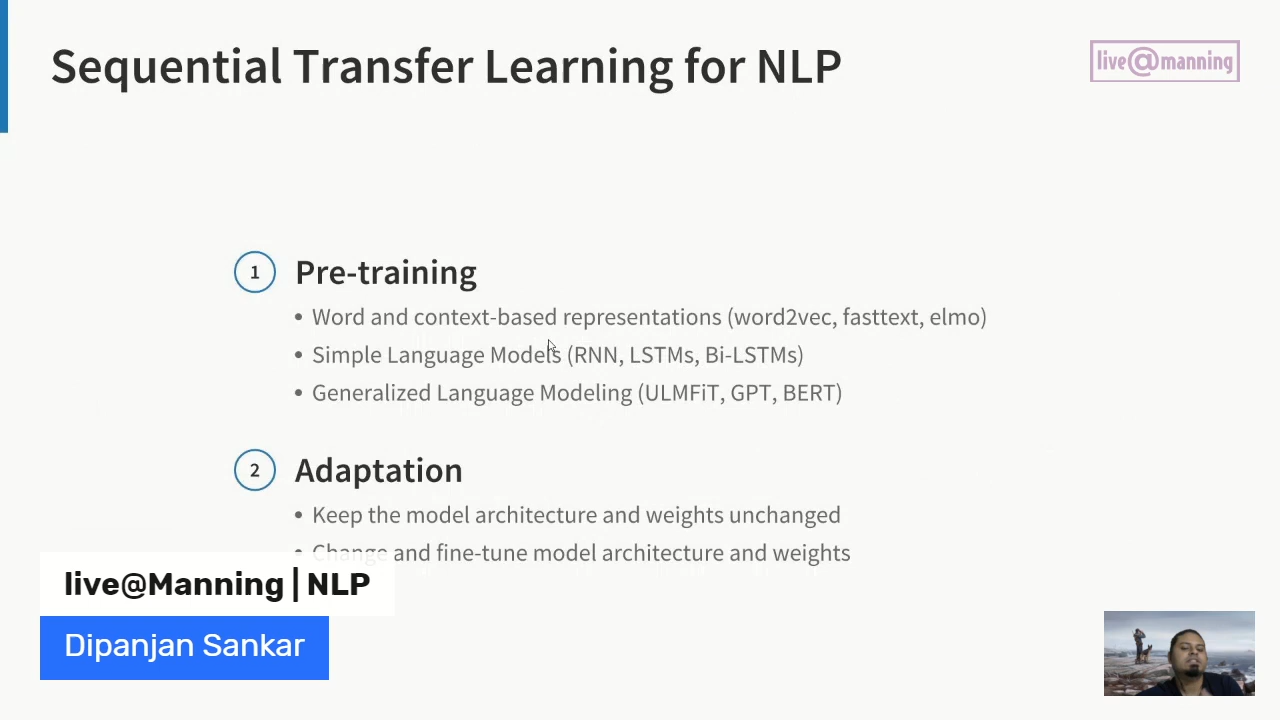 Sequential Transfer Learning for NLP
live@manning
1 Pre-training
• Word and context-based representations (word2vec, fasttext, elmo)
• Simple Language Models (RNN, LSTMs, Bi-LSTMs)
• Generalized Language Modeling (ULMFiT, GPT, BERT)
2 Adaptation
• Keep the model architecture and weights unchanged
• Change and fine-tune model architecture and weights
live@Manning | NLP
Dipanjan Sankar